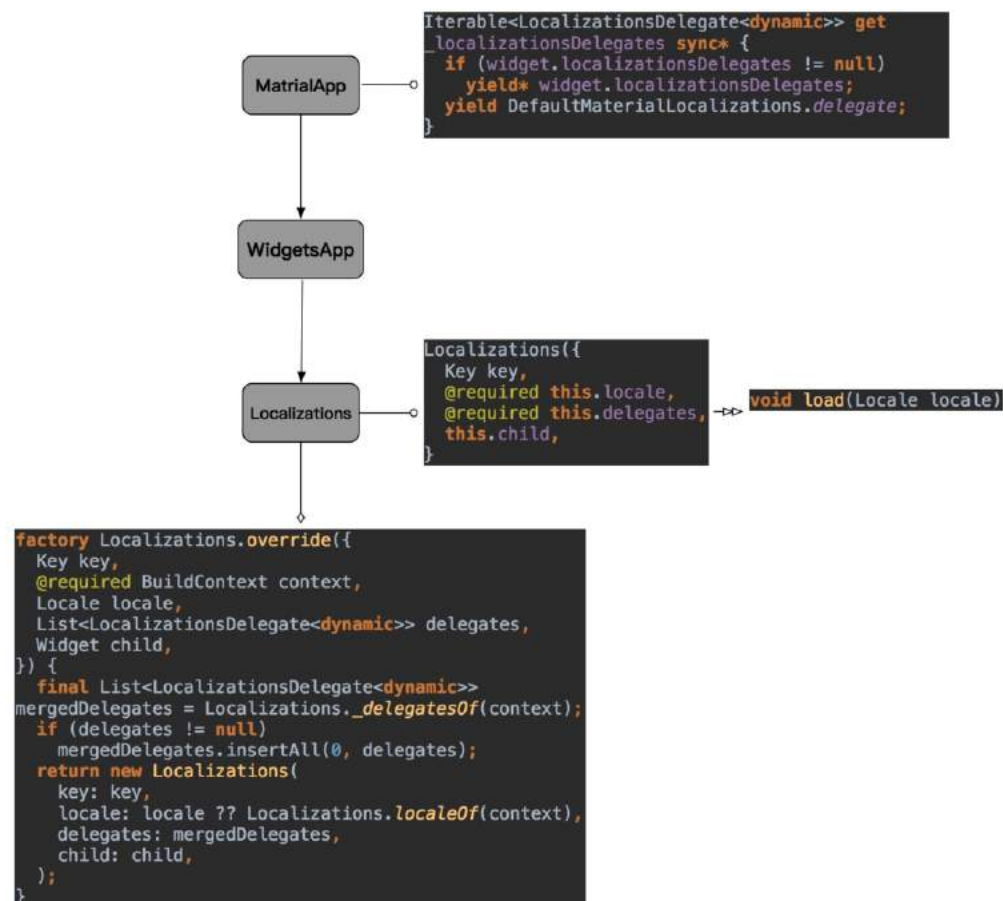 Iterable<LocalizationsDelegate<dynamic>> get
_localizationsDelegates sync* {
if (widget.localizationsDelegates != null)
yield* widget.localizationsDelegates;
yield DefaultMaterialLocalizations.delegate;
}
MatrialApp
WidgetsApp
Localizations({
Key key,
@required this.locale,
@required this.delegates,
this.child,
}
void load(Locale locale)
Localizations
factory Localizations.override({
Key key,
@required BuildContext context,
Locale locale,
List<LocalizationsDelegate<dynamic>> delegates,
Widget child,
}) {
final List<LocalizationsDelegate<dynamic>>
mergedDelegates = Localizations._delegatesOf(context);
if (delegates != null)
mergedDelegates.insertAll(0, delegates);
return new Localizations(
key: key,
locale: locale ?? Localizations.localeOf(context),
delegates: mergedDelegates,
child: child,
);
}